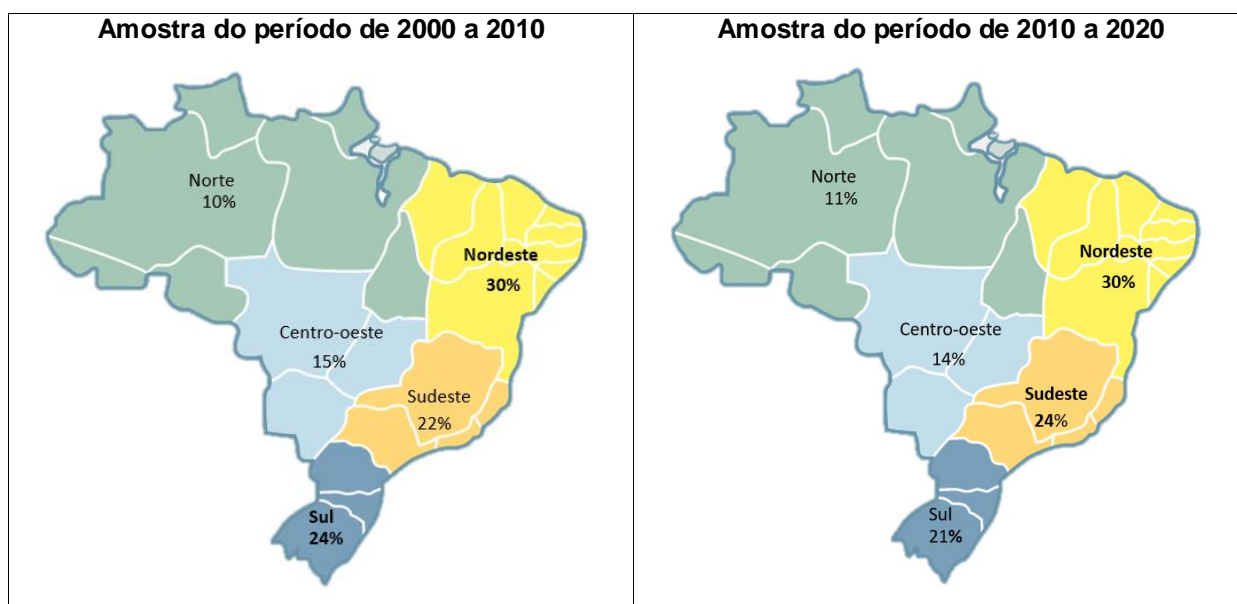 Amostra do período de 2000 a 2010
Norte
10%
Nordeste
30%
Centro-oeste
15%
Sudeste
22%
Sul
24%
Amostra do período de 2010 a 2020
Norte
11%
Nordeste
30%
Centro-oeste
14%
Sudeste
24%
Sul
21%